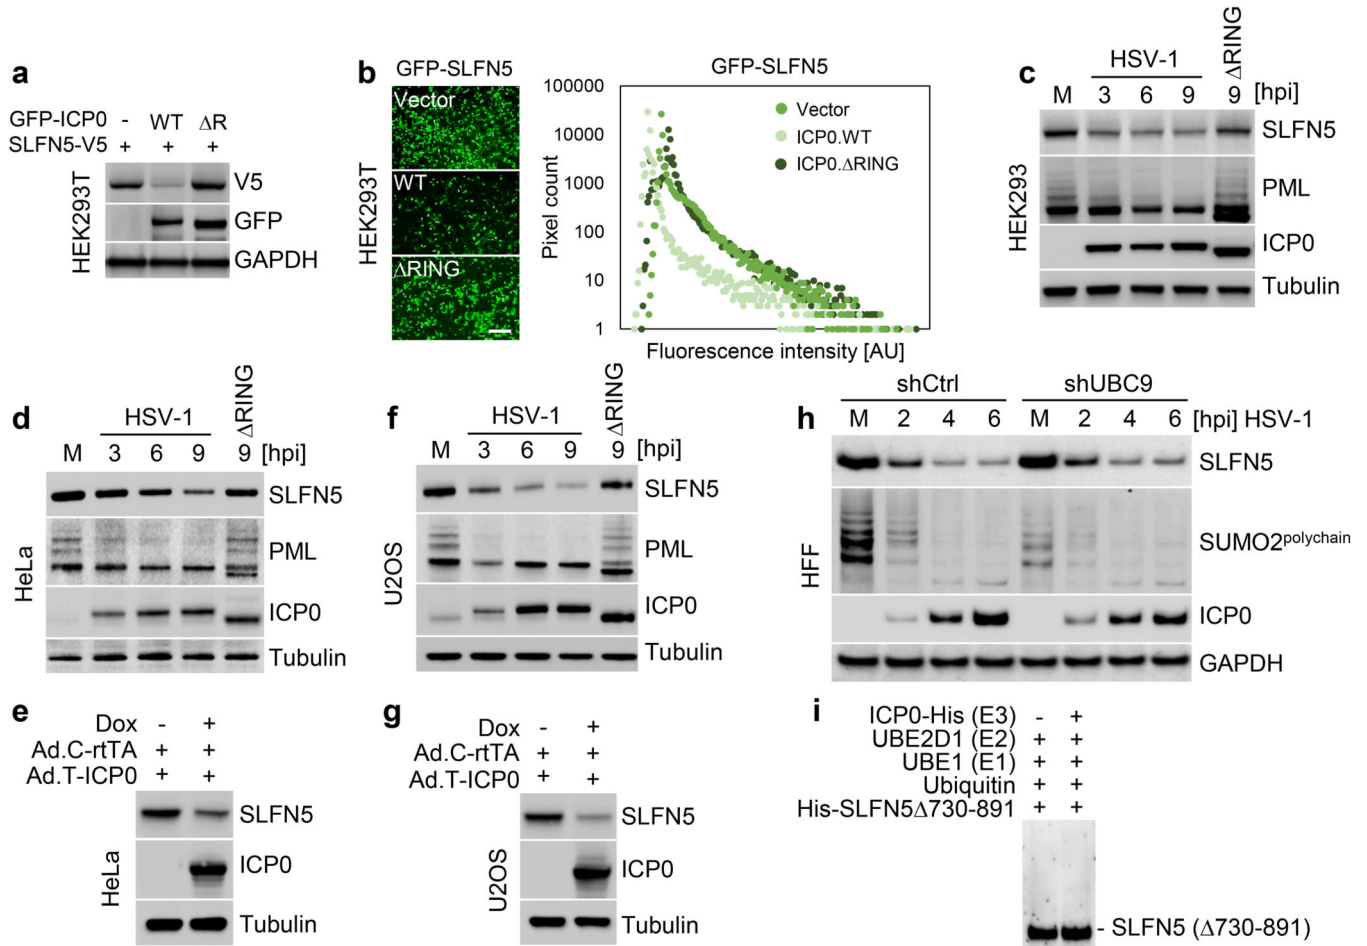 a
GFP-ICP0 - WT ΔR
SLFN5-V5 + + +
HEK293T
V5
GFP
GAPDH
b
GFP-SLFN5
HEK293T
Vector
WT
ΔRING
GFP-SLFN5
Pixel count
100000
10000
1000
100
10
1
Vector
ICP0.WT
ICP0.ΔRING
Fluorescence intensity [AU]
c
HSV-1 ΔRING
M 3 6 9 9 [hpi]
HEK293
SLFN5
PML
ICP0
Tubulin
d
HSV-1 ΔRING
M 3 6 9 9 [hpi]
HeLa
SLFN5
PML
ICP0
Tubulin
f
HSV-1 ΔRING
M 3 6 9 9 [hpi]
U2OS
SLFN5
PML
ICP0
Tubulin
h
shCtrl shUBC9
M 2 4 6 M 2 4 6 [hpi] HSV-1
HFF
SLFN5
SUMO2polychain
ICP0
GAPDH
e
Dox - +
Ad.C-rtTA + +
Ad.T-ICP0 + +
HeLa
SLFN5
ICP0
Tubulin
g
Dox - +
Ad.C-rtTA + +
Ad.T-ICP0 + +
U2OS
SLFN5
ICP0
Tubulin
i
ICP0-His (E3) - +
UBE2D1 (E2) + +
UBE1 (E1) + +
Ubiquitin + +
His-SLFN5Δ730-891 + +
- SLFN5 (Δ730-891)